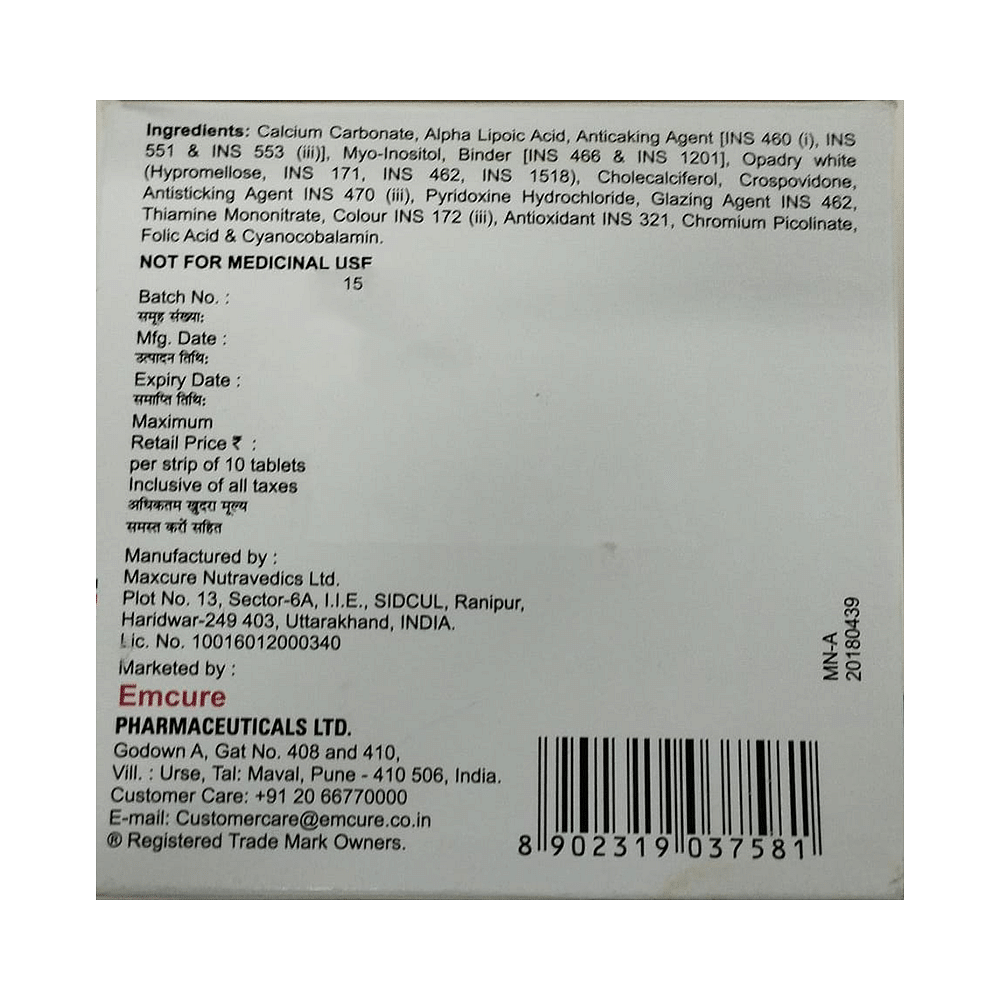 Ingredients: Calcium Carbonate, Alpha Lipoic Acid, Anticaking Agent [INS 460 (i), INS
551 & INS 553 (iii)], Myo-Inositol, Binder [INS 466 & INS 1201], Opadry white
(Hypromellose, INS 171, INS 462, INS 1518), Cholecalciferol, Crospovidone,
Antisticking Agent INS 470 (iii), Pyridoxine Hydrochloride, Glazing Agent INS 462,
Thiamine Mononitrate, Colour INS 172 (iii), Antioxidant INS 321, Chromium Picolinate,
Folic Acid & Cyanocobalamin.
NOT FOR MEDICINAL USF
15
Batch No. :
समूह संख्या:
Mfg. Date :
उत्पादन तिथि:
Expiry Date :
समाप्ति तिथि:
Maximum
Retail Price ₹ :
per strip of 10 tablets
Inclusive of all taxes
अधिकतम खुदरा मूल्य
समस्त करों सहित
Manufactured by :
Maxcure Nutravedics Ltd.
Plot No. 13, Sector-6A, I.I.E., SIDCUL, Ranipur,
Haridwar-249 403, Uttarakhand, INDIA.
Lic. No. 10016012000340
Marketed by :
Emcure
PHARMACEUTICALS LTD.
Godown A, Gat No. 408 and 410,
Vill. : Urse, Tal: Maval, Pune - 410 506, India.
Customer Care: +91 20 66770000
E-mail: Customercare@emcure.co.in
® Registered Trade Mark Owners.
MN-A
20180439
8 902319 037581